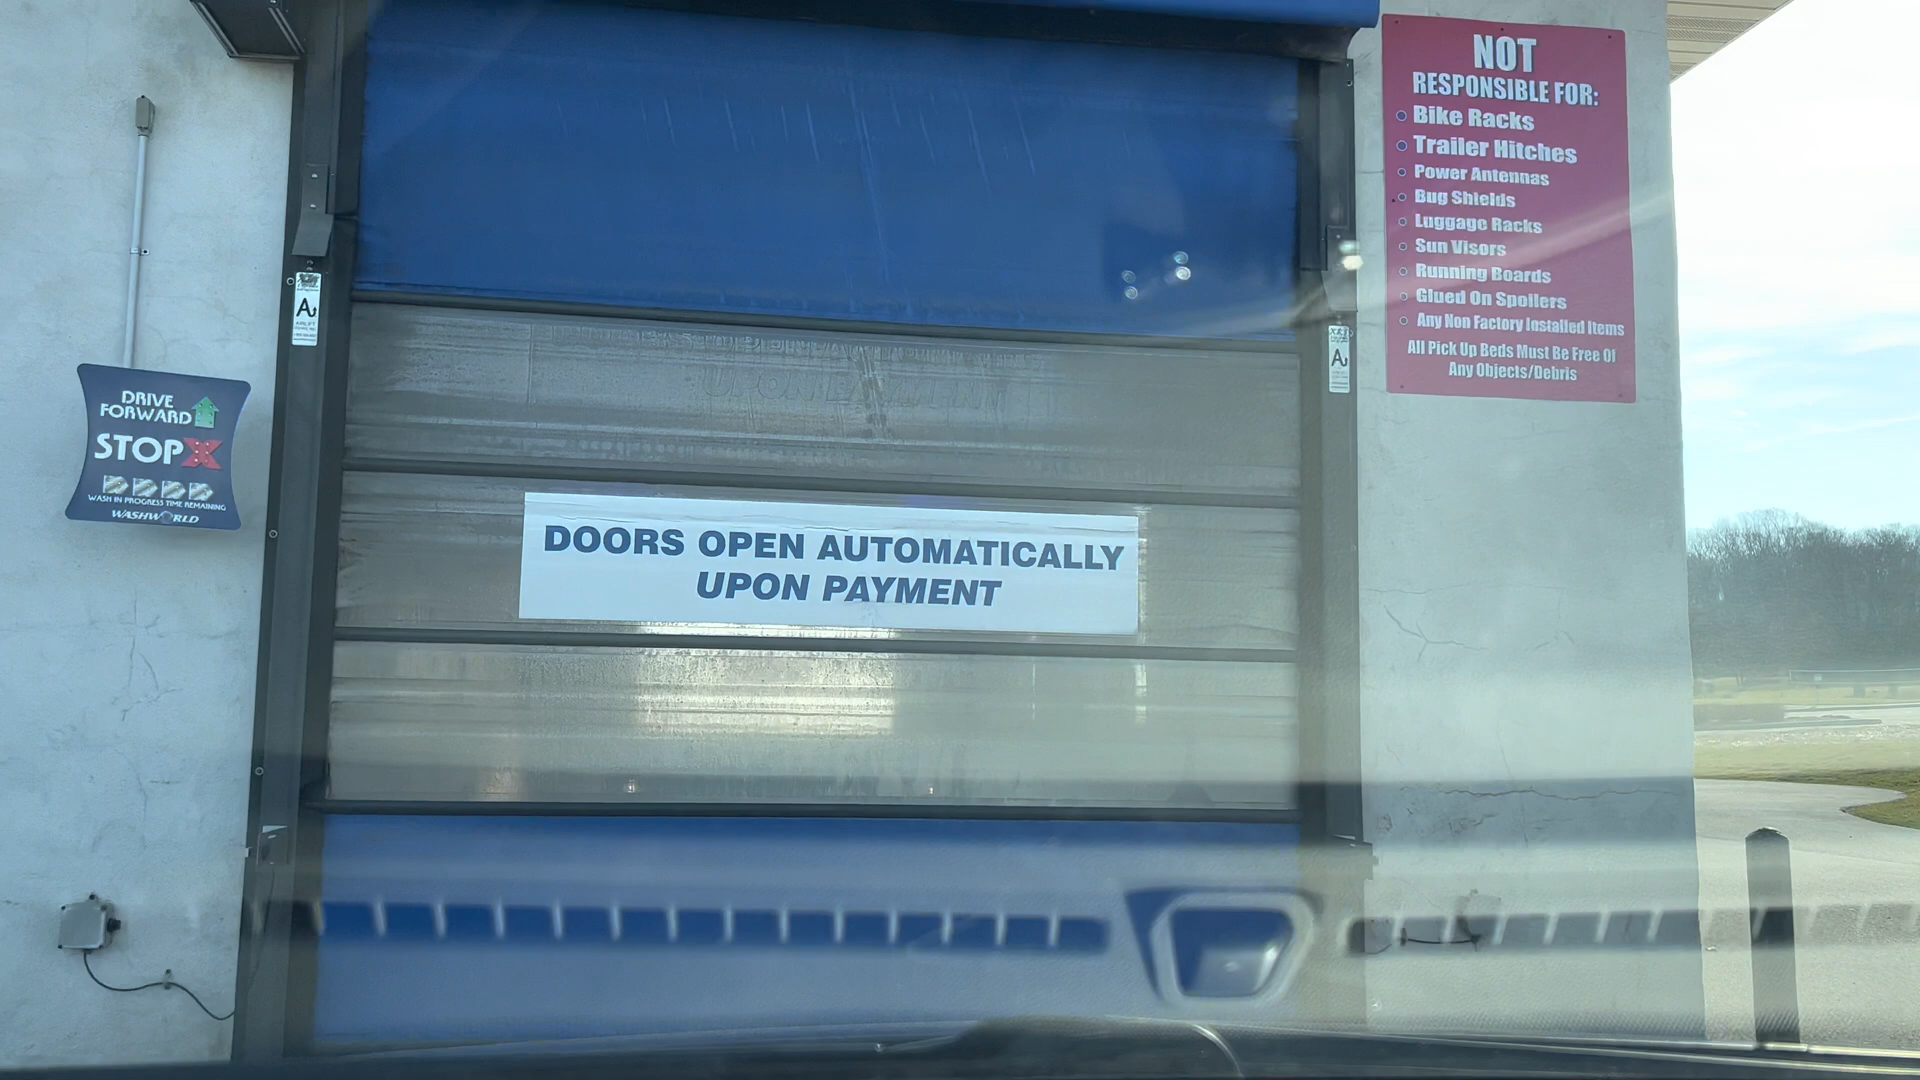 DRIVE
FORWARD
STOP
WASH IN PROGRESS TIME REMAINING
WASHWORLD
DOORS OPEN AUTOMATICALLY
UPON PAYMENT
NOT
RESPONSIBLE FOR:
Bike Racks
Trailer Hitches
Power Antennas
Bug Shields
Luggage Racks
Sun Visors
Running Boards
Glued On Spoilers
Any Non Factory Installed Items
All Pick Up Beds Must Be Free Of
Any Objects/Debris